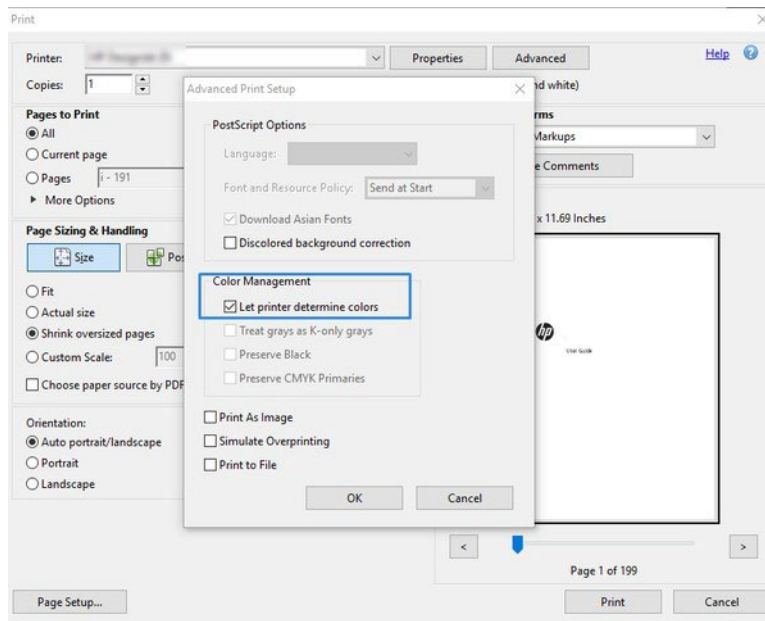 Print
Printer:
Properties
Advanced
Help
Copies: 1
nd white)
Advanced Print Setup
Pages to Print
All
Current page
Pages i - 191
More Options
PostScript Options
Language:
Font and Resource Policy: Send at Start
Download Asian Fonts
Discolored background correction
rms
Markups
e Comments
Page Sizing & Handling
Size
Pos
Fit
Actual size
Shrink oversized pages
Custom Scale: 100
Choose paper source by PDF
Color Management
Let printer determine colors
Treat grays as K-only grays
Preserve Black
Preserve CMYK Primaries
x 11.69 Inches
hp
User Guide
Orientation:
Auto portrait/landscape
Portrait
Landscape
Print As Image
Simulate Overprinting
Print to File
OK
Cancel
<
>
Page 1 of 199
Page Setup...
Print
Cancel